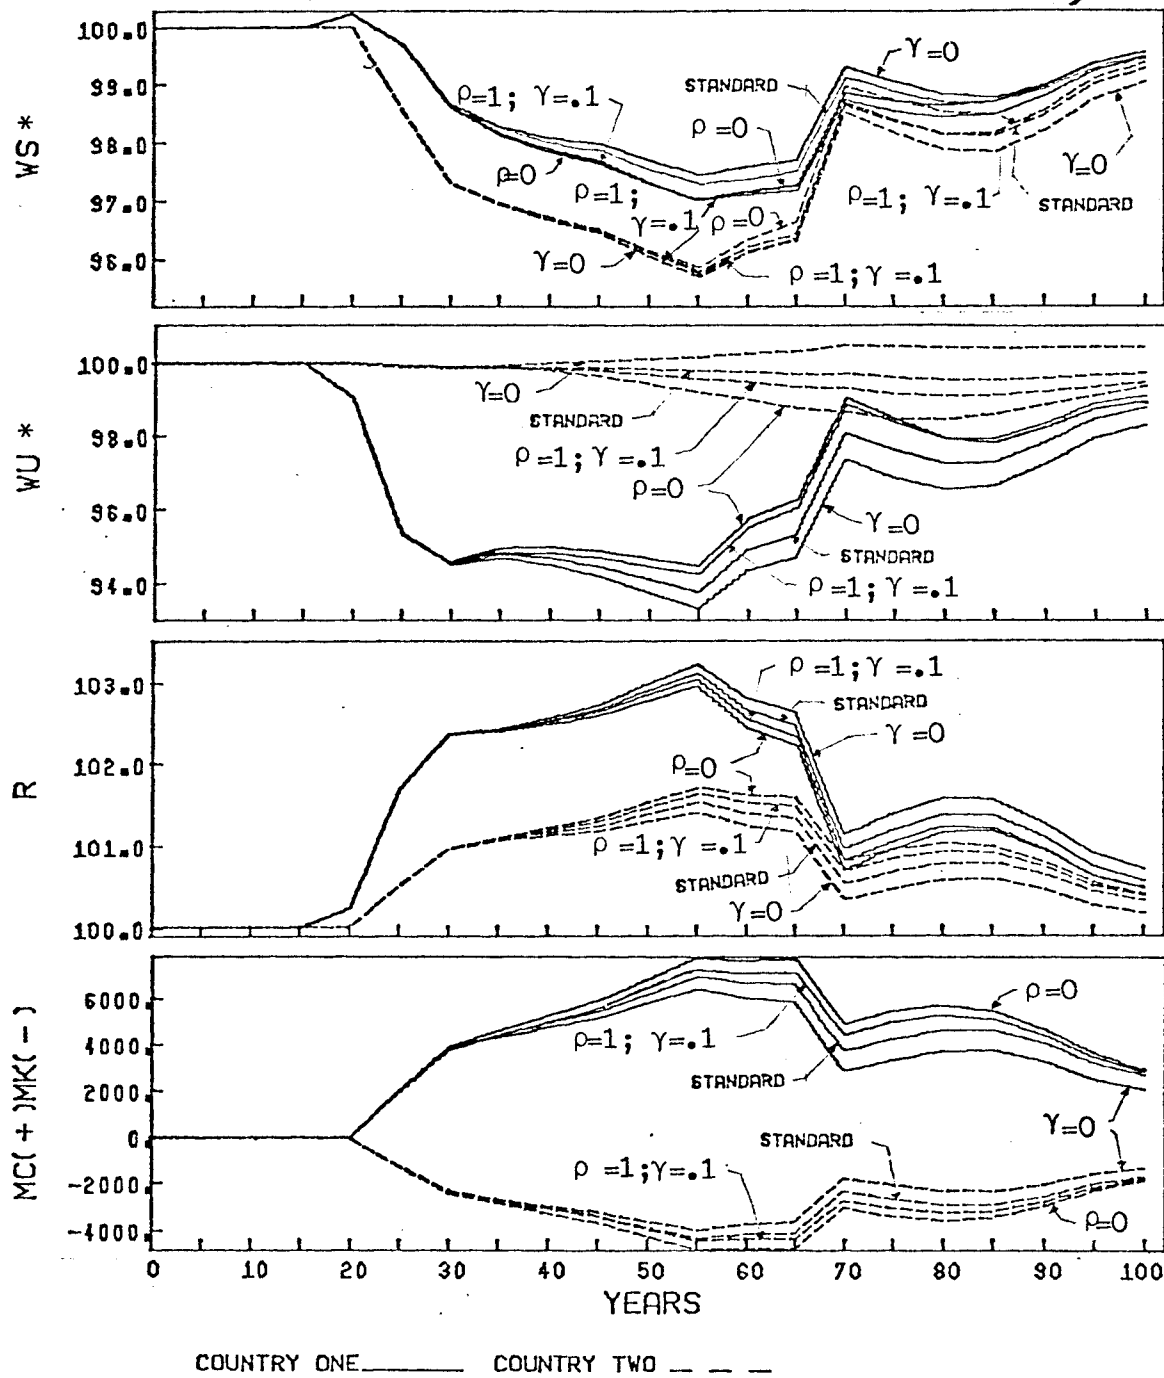 WS*
100.0
99.0
98.0
97.0
96.0
γ=0
STANDARD
ρ=1; γ=.1
ρ=0
ρ=0
ρ=1;
γ=.1
ρ=0
γ=0
ρ=1; γ=.1
ρ=1; γ=.1
STANDARD
γ=0
WU*
100.0
98.0
96.0
94.0
γ=0
STANDARD
ρ=1; γ=.1
ρ=0
γ=0
STANDARD
ρ=1; γ=.1
R
103.0
102.0
101.0
100.0
ρ=1; γ=.1
STANDARD
γ=0
ρ=0
ρ=1; γ=.1
STANDARD
γ=0
MC(+)MK(-)
6000.
4000.
2000.
0.
-2000.
-4000.
ρ=0
ρ=1; γ=.1
STANDARD
γ=0
STANDARD
ρ=1; γ=.1
ρ=0
0 10 20 30 40 50 60 70 80 90 100
YEARS
COUNTRY ONE COUNTRY TWO